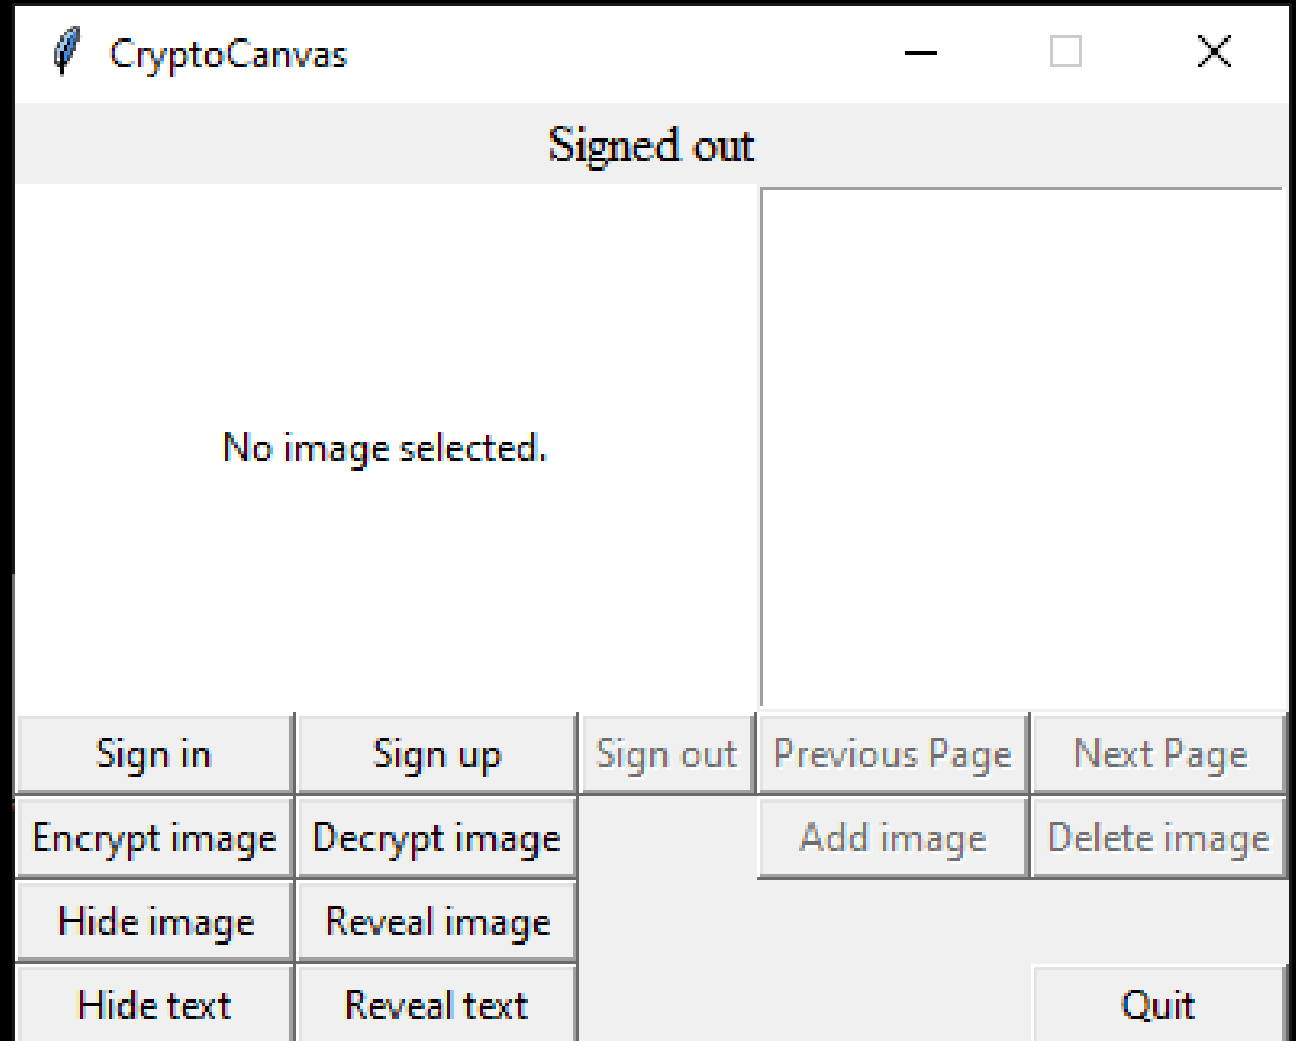 CryptoCanvas
Signed out
No image selected.
Sign in Sign up Sign out Previous Page Next Page
Encrypt image Decrypt image Add image Delete image
Hide image Reveal image
Hide text Reveal text Quit